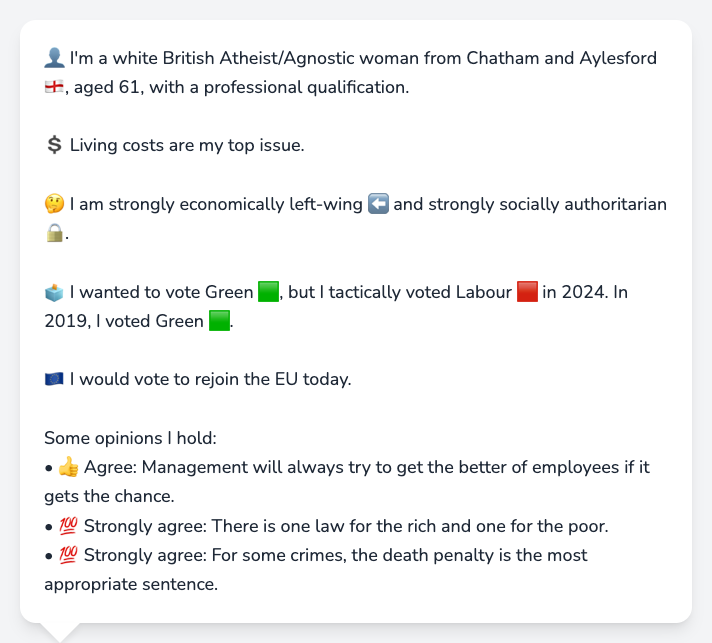 👤 I'm a white British Atheist/Agnostic woman from Chatham and Aylesford
🏴󠁧󠁢󠁥󠁮󠁧󠁿, aged 61, with a professional qualification.
💲 Living costs are my top issue.
🤔 I am strongly economically left-wing ⬅️ and strongly socially authoritarian
🔒.
🗳️ I wanted to vote Green 🟩, but I tactically voted Labour 🟥 in 2024. In
2019, I voted Green 🟩.
🇪🇺 I would vote to rejoin the EU today.
Some opinions I hold:
• 👍 Agree: Management will always try to get the better of employees if it
gets the chance.
• 💯 Strongly agree: There is one law for the rich and one for the poor.
• 💯 Strongly agree: For some crimes, the death penalty is the most
appropriate sentence.